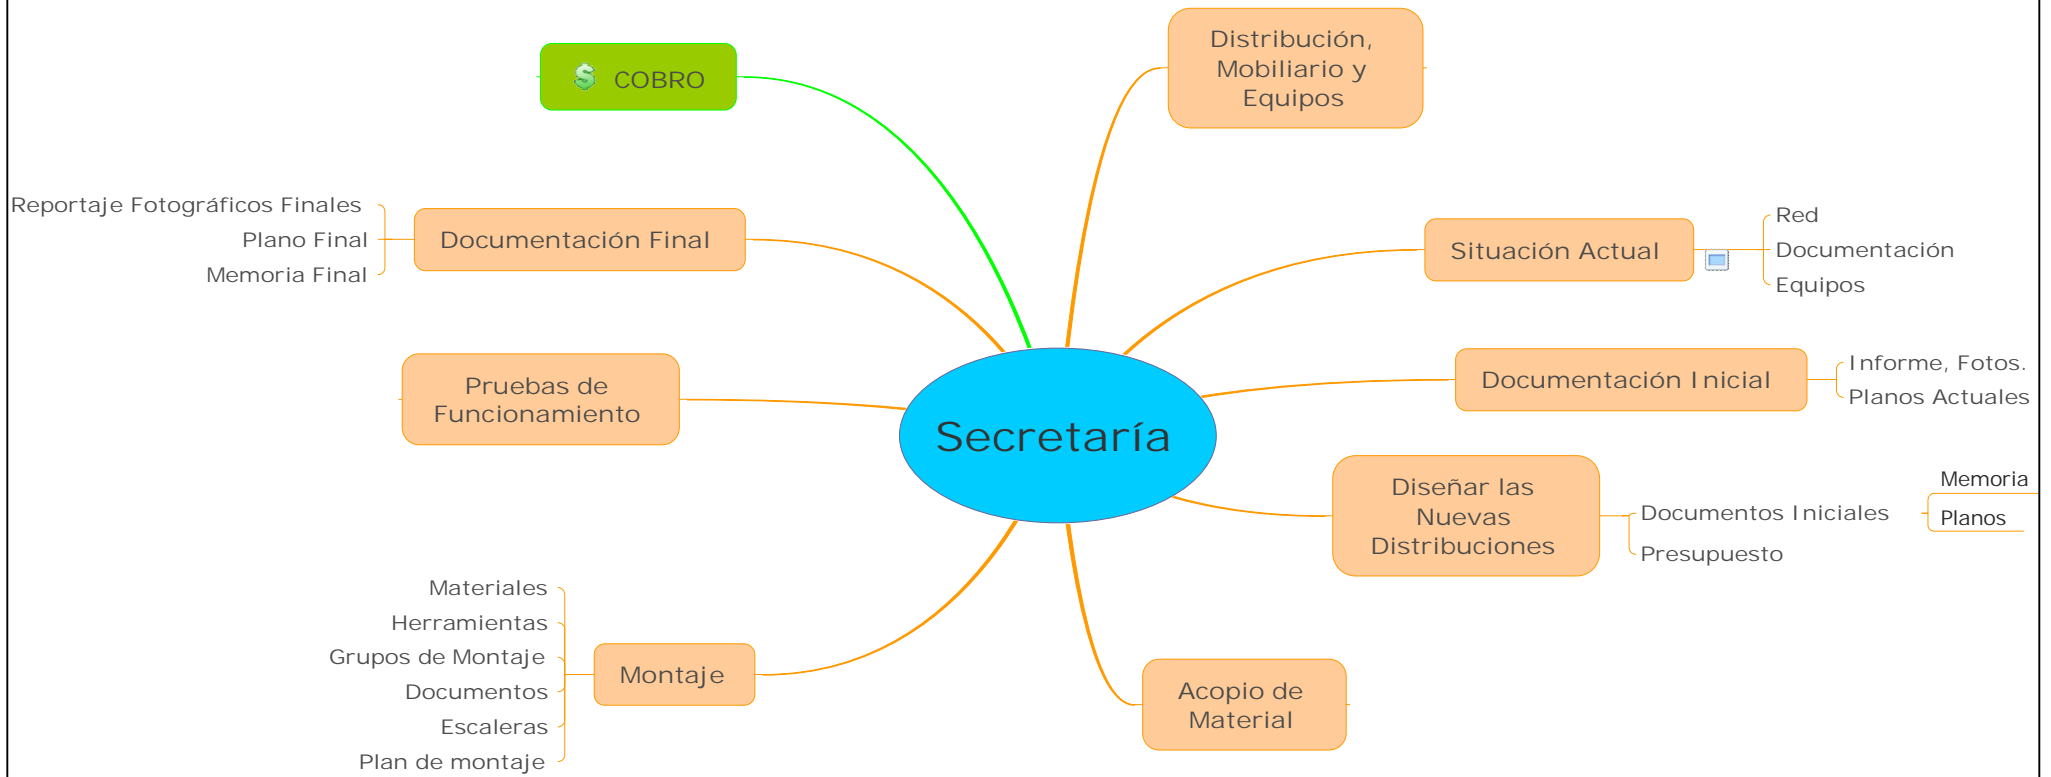 COBRO
Distribución,
Mobiliario y
Equipos
Reportaje Fotográficos Finales
Plano Final
Memoria Final
Documentación Final
Situación Actual
Red
Documentación
Equipos
Pruebas de
Funcionamiento
Secretaría
Documentación Inicial
Informe, Fotos.
Planos Actuales
Diseñar las
Nuevas
Distribuciones
Documentos Iniciales
Presupuesto
Memoria
Planos
Materiales
Herramientas
Grupos de Montaje
Documentos
Escaleras
Plan de montaje
Montaje
Acopio de
Material